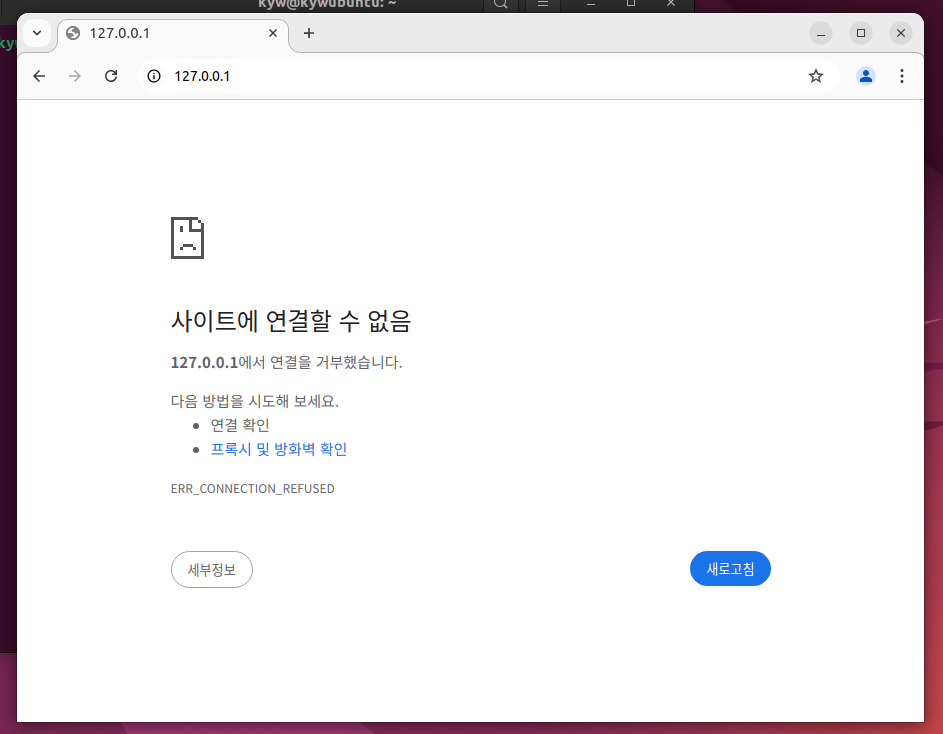 kyw@kywubuntu: ~
127.0.0.1
127.0.0.1
사이트에 연결할 수 없음
127.0.0.1에서 연결을 거부했습니다.
다음 방법을 시도해 보세요.
연결 확인
프록시 및 방화벽 확인
ERR_CONNECTION_REFUSED
세부정보
새로고침